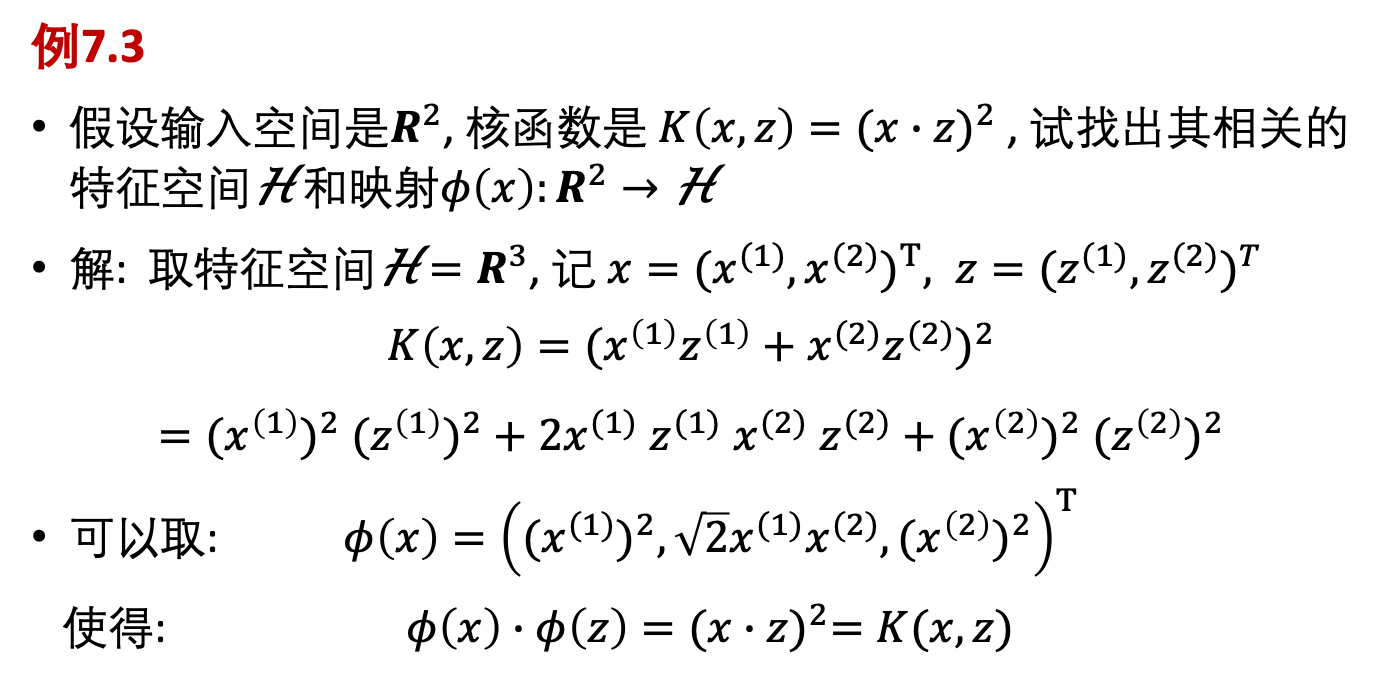 例7.3
• 假设输入空间是𝑹², 核函数是 K(x, z) = (x · z)² , 试找出其相关的
特征空间ℋ和映射ϕ(x): 𝑹² → ℋ
• 解: 取特征空间ℋ= 𝑹³, 记 x = (x⁽¹⁾, x⁽²⁾)ᵀ, z = (z⁽¹⁾, z⁽²⁾)ᵀ
K(x, z) = (x⁽¹⁾z⁽¹⁾ + x⁽²⁾z⁽²⁾)²
= (x⁽¹⁾)² (z⁽¹⁾)² + 2x⁽¹⁾ z⁽¹⁾ x⁽²⁾ z⁽²⁾ + (x⁽²⁾)² (z⁽²⁾)²
• 可以取: ϕ(x) = ((x⁽¹⁾)², √2x⁽¹⁾x⁽²⁾, (x⁽²⁾)²)ᵀ
使得: ϕ(x) · ϕ(z) = (x · z)²= K(x, z)